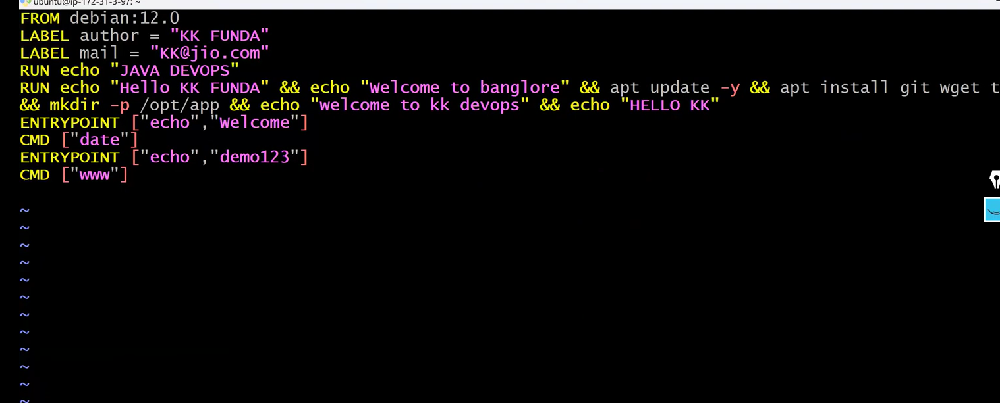 ubuntu@ip-172-31-3-97: ~
FROM debian:12.0
LABEL author = "KK FUNDA"
LABEL mail = "KK@jio.com"
RUN echo "JAVA DEVOPS"
RUN echo "Hello KK FUNDA" && echo "Welcome to banglore" && apt update -y && apt install git wget t
&& mkdir -p /opt/app && echo "welcome to kk devops" && echo "HELLO KK"
ENTRYPOINT ["echo","Welcome"]
CMD ["date"]
ENTRYPOINT ["echo","demo123"]
CMD ["www"]
~
~
~
~
~
~
~
~
~
~
~
~